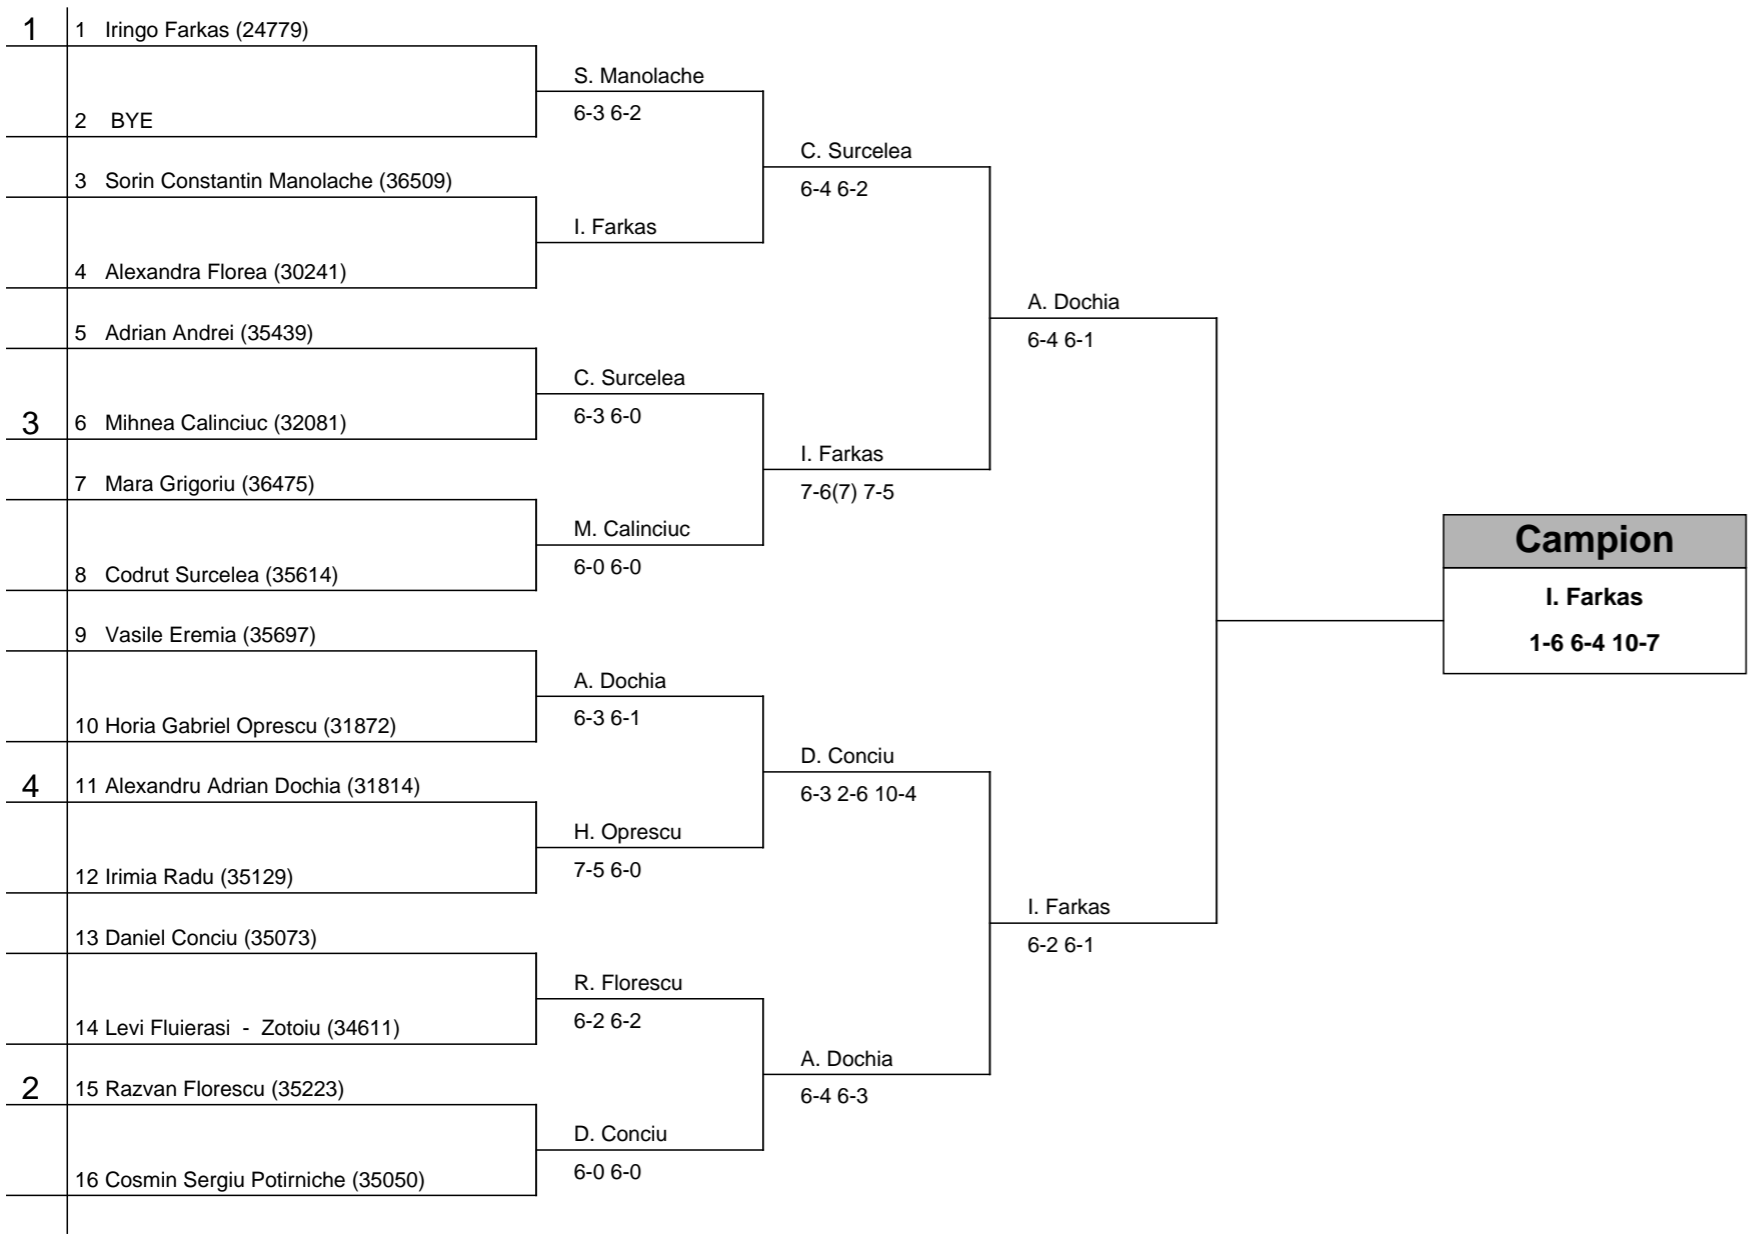 1 1 Iringo Farkas (24779)
S. Manolache
6-3 6-2
2 BYE
C. Surcelea
6-4 6-2
3 Sorin Constantin Manolache (36509)
I. Farkas
4 Alexandra Florea (30241)
A. Dochia
6-4 6-1
5 Adrian Andrei (35439)
C. Surcelea
6-3 6-0
3 6 Mihnea Calinciuc (32081)
I. Farkas
7-6(7) 7-5
7 Mara Grigoriu (36475)
M. Calinciuc
6-0 6-0
8 Codrut Surcelea (35614)
Campion
I. Farkas
1-6 6-4 10-7
9 Vasile Eremia (35697)
A. Dochia
6-3 6-1
10 Horia Gabriel Oprescu (31872)
D. Conciu
6-3 2-6 10-4
4 11 Alexandru Adrian Dochia (31814)
H. Oprescu
7-5 6-0
12 Irimia Radu (35129)
I. Farkas
6-2 6-1
13 Daniel Conciu (35073)
R. Florescu
6-2 6-2
14 Levi Fluierasi - Zotoiu (34611)
A. Dochia
6-4 6-3
2 15 Razvan Florescu (35223)
D. Conciu
6-0 6-0
16 Cosmin Sergiu Potirniche (35050)